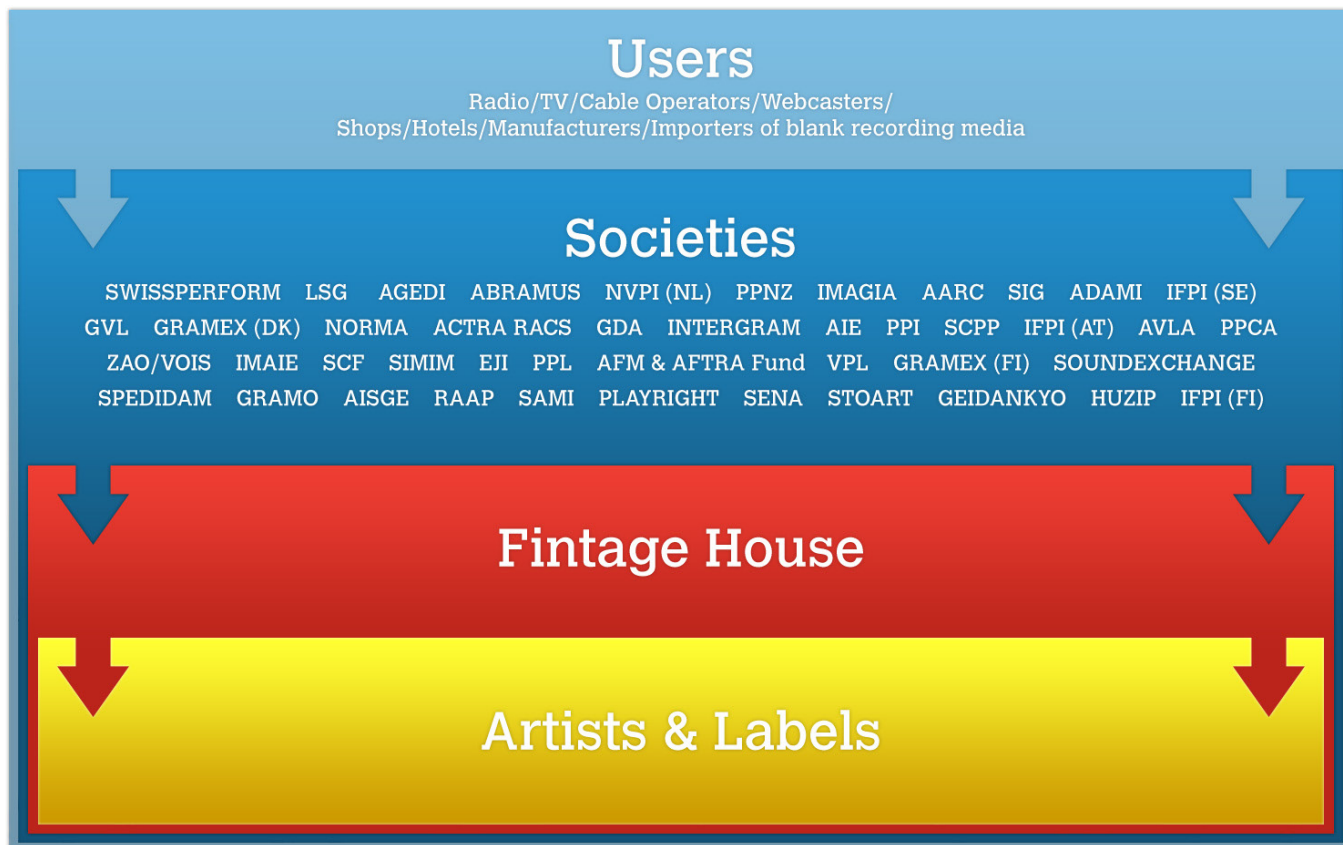 Users
Radio/TV/Cable Operators/Webcasters/
Shops/Hotels/Manufacturers/Importers of blank recording media
Societies
SWISSPERFORM LSG AGEDI ABRAMUS NVPI (NL) PPNZ IMAGIA AARC SIG ADAMI IFPI (SE)
GVL GRAMEX (DK) NORMA ACTRA RACS GDA INTERGRAM AIE PPI SCPP IFPI (AT) AVLA PPCA
ZAO/VOIS IMAIE SCF SIMIM EJI PPL AFM & AFTRA Fund VPL GRAMEX (FI) SOUNDEXCHANGE
SPEDIDAM GRAMO AISGE RAAP SAMI PLAYRIGHT SENA STOART GEIDANKYO HUZIP IFPI (FI)
Fintage House
Artists & Labels